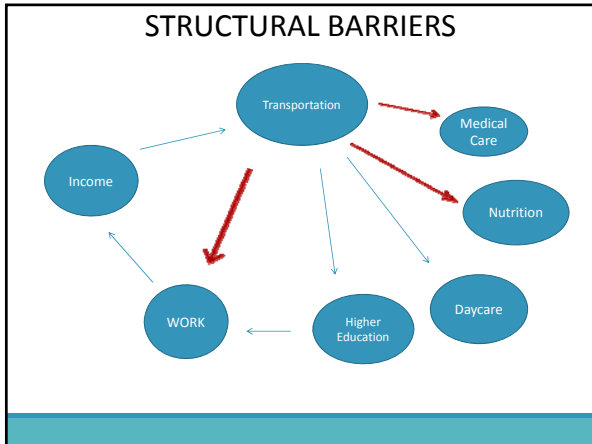 STRUCTURAL BARRIERS
Transportation
Medical
Care
Income
Nutrition
WORK
Higher
Education
Daycare